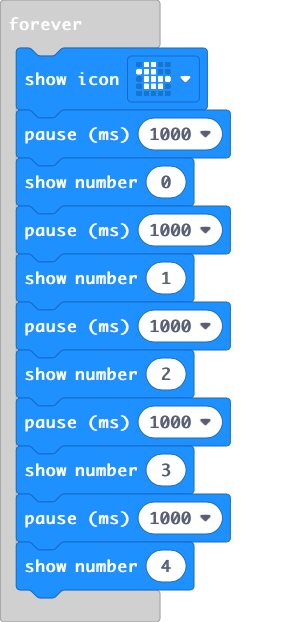 forever
show icon
pause (ms) 1000
show number 0
pause (ms) 1000
show number 1
pause (ms) 1000
show number 2
pause (ms) 1000
show number 3
pause (ms) 1000
show number 4